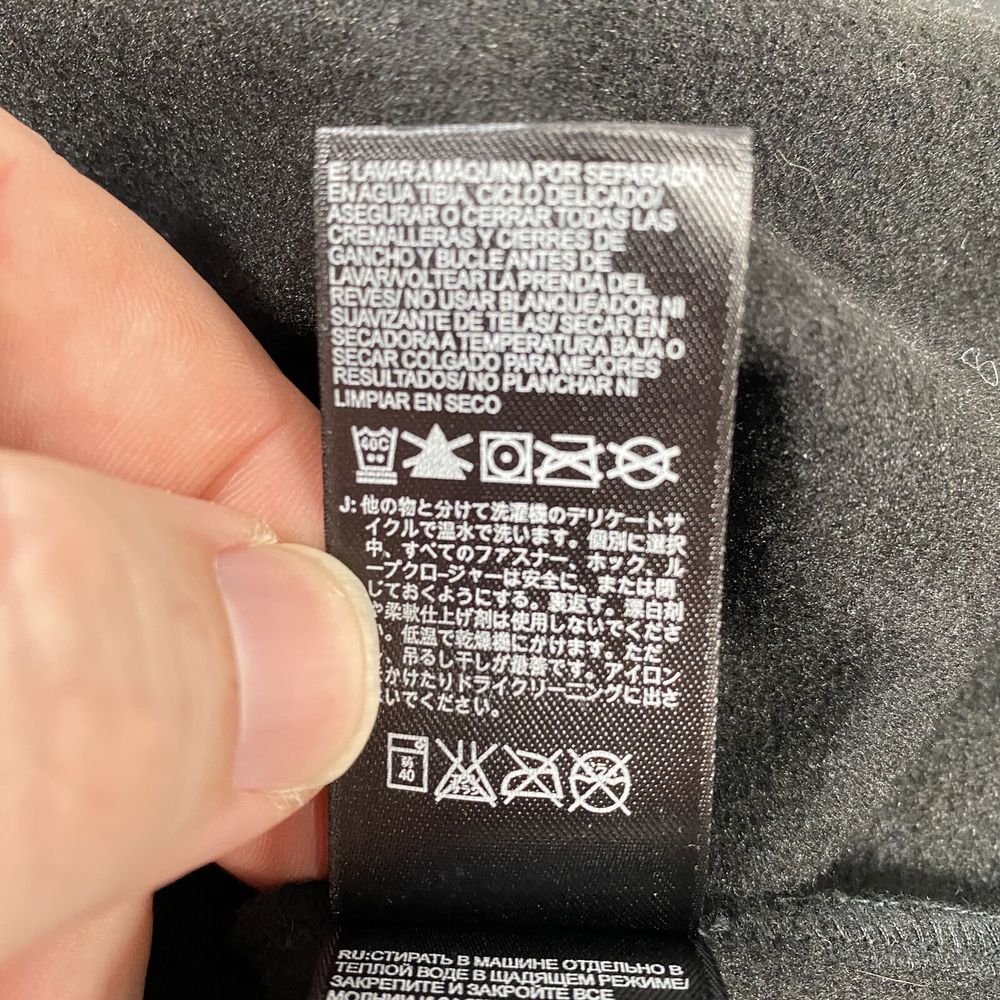 E: LAVAR A MÁQUINA POR SEPARADO
EN AGUA TIBIA, CICLO DELICADO/
ASEGURAR O CERRAR TODAS LAS
CREMALLERAS Y CIERRES DE
GANCHO Y BUCLE ANTES DE
LAVAR/VOLTEAR LA PRENDA DEL
REVÉS/ NO USAR BLANQUEADOR NI
SUAVIZANTE DE TELAS/ SECAR EN
SECADORA A TEMPERATURA BAJA O
SECAR COLGADO PARA MEJORES
RESULTADOS/ NO PLANCHAR NI
LIMPIAR EN SECO
40C
J: 他の物と分けて洗濯機のデリケートサ
イクルで温水で洗います。個別に選択
中、すべてのファスナー、ホック、ル
ープクロージャーは安全に、または閉
じておくようにする。裏返す。漂白剤
や柔軟仕上げ剤は使用しないでくださ
い。低温で乾燥機にかけます。ただ
、吊るし干しが最善です。アイロン
かけたりドライクリーニングに出さ
いでください。
弱
40
RU:СТИРАТЬ В МАШИНЕ ОТДЕЛЬНО В
ТЕПЛОЙ ВОДЕ В ЩАДЯЩЕМ РЕЖИМЕ/
ЗАКРЕПИТЕ И ЗАКРОЙТЕ ВСЕ